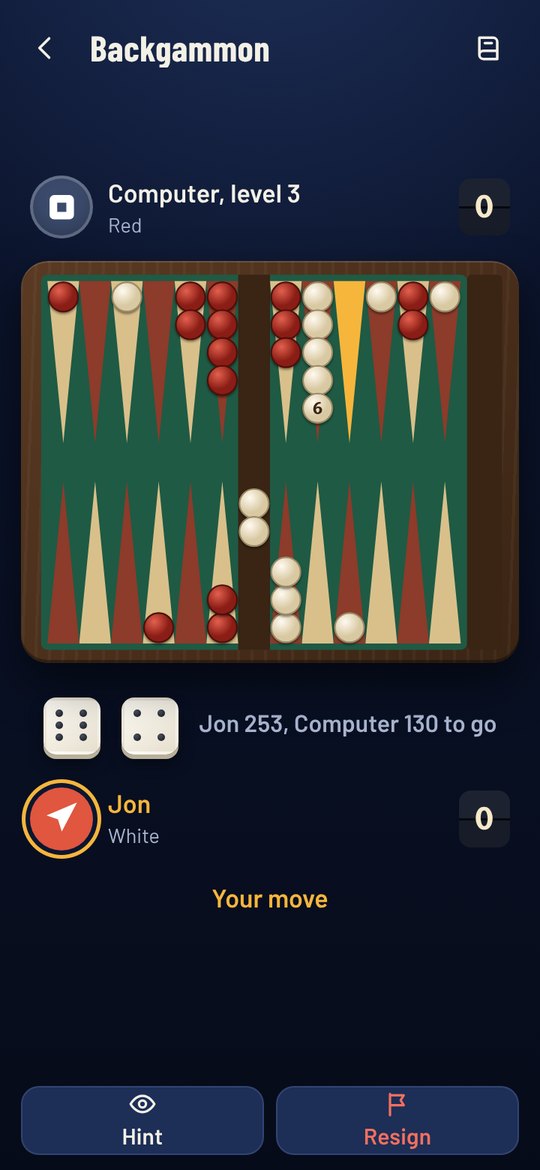 Backgammon
Computer, level 3
0
Red
6
Jon 253, Computer 130 to go
Jon
0
White
Your move
Hint
Resign